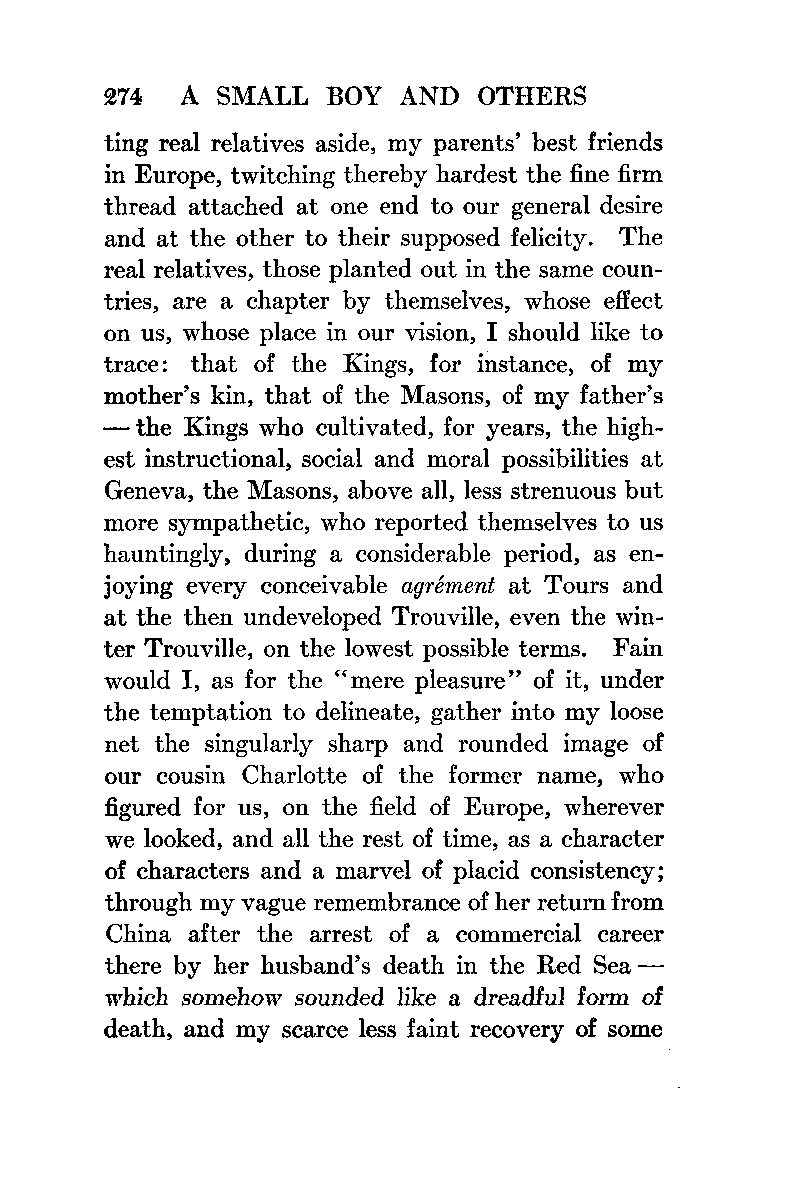 274 A SMALL BOY AND OTHERS
ting real relatives aside, my parents’ best friends
in Europe, twitching thereby hardest the fine firm
thread attached at one end to our general desire
and at the other to their supposed felicity. The
real relatives, those planted out in the same coun-
tries, are a chapter by themselves, whose effect
on us, whose place in our vision, I should like to
trace: that of the Kings, for instance, of my
mother’s kin, that of the Masons, of my father’s
— the Kings who cultivated, for years, the high-
est instructional, social and moral possibilities at
Geneva, the Masons, above all, less strenuous but
more sympathetic, who reported themselves to us
hauntingly, during a considerable period, as en-
joying every conceivable agrément at Tours and
at the then undeveloped Trouville, even the win-
ter Trouville, on the lowest possible terms. Fain
would I, as for the “mere pleasure” of it, under
the temptation to delineate, gather into my loose
net the singularly sharp and rounded image of
our cousin Charlotte of the former name, who
figured for us, on the field of Europe, wherever
we looked, and all the rest of time, as a character
of characters and a marvel of placid consistency;
through my vague remembrance of her return from
China after the arrest of a commercial career
there by her husband’s death in the Red Sea —
which somehow sounded like a dreadful form of
death, and my scarce less faint recovery of some